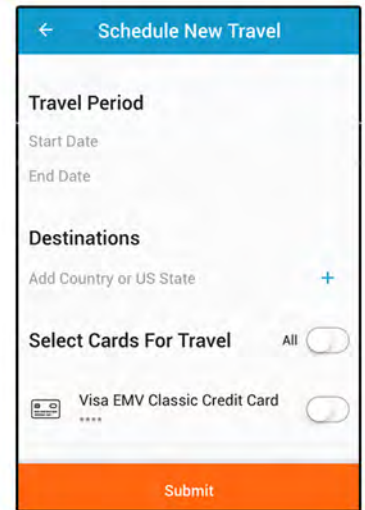 Schedule New Travel
Travel Period
Start Date
End Date
Destinations
Add Country or US State +
Select Cards For Travel All
Visa EMV Classic Credit Card
****
Submit